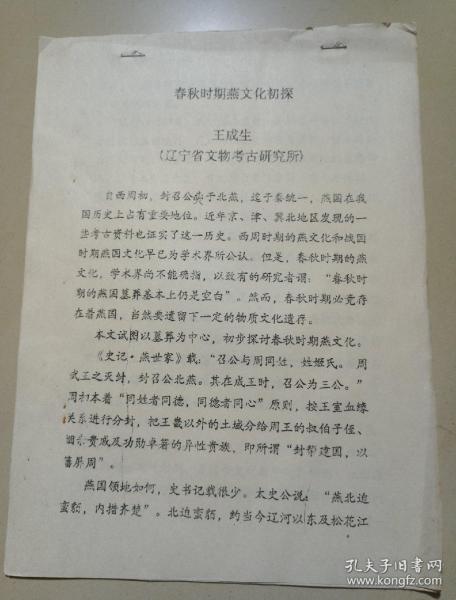 春秋时期燕文化初探
王成生
(辽宁省文物考古研究所)
自西周初，封召公奭于北燕，迄于秦统一，燕国在我
国历史上占有重要地位。近年京、津、冀北地区发现的一
些考古资料也证实了这一历史。西周时期的燕文化和战国
时期燕国文化早已为学术界所公认。但是，春秋时期的燕
文化，学术界尚不能确指，以致有的研究者谓：“春秋时
期的燕国墓葬基本上仍是空白”。然而，春秋时期必竟存
在着燕国，当然要遗留下一定的物质文化遗存。
本文试图以墓葬为中心，初步探讨春秋时期燕文化。
《史记·燕世家》载：“召公与周同姓，姓姬氏。周
武王之灭纣，封召公北燕。其在成王时，召公为三公。”
周初本着“同姓者同德，同德者同心”原则，按王室血缘
关系进行分封，把王畿以外的土域分给周王的叔伯子侄、
贵戚及功勋卓著的异性贵族，即所谓“封邦建国，以
蕃屏周”。
燕国领地如何，史书记载很少。太史公说：“燕北迫
蛮貊，内措齐楚”。北迫蛮貊，约当今辽河以东及松花江
孔夫子旧书网
www.kongfz.com